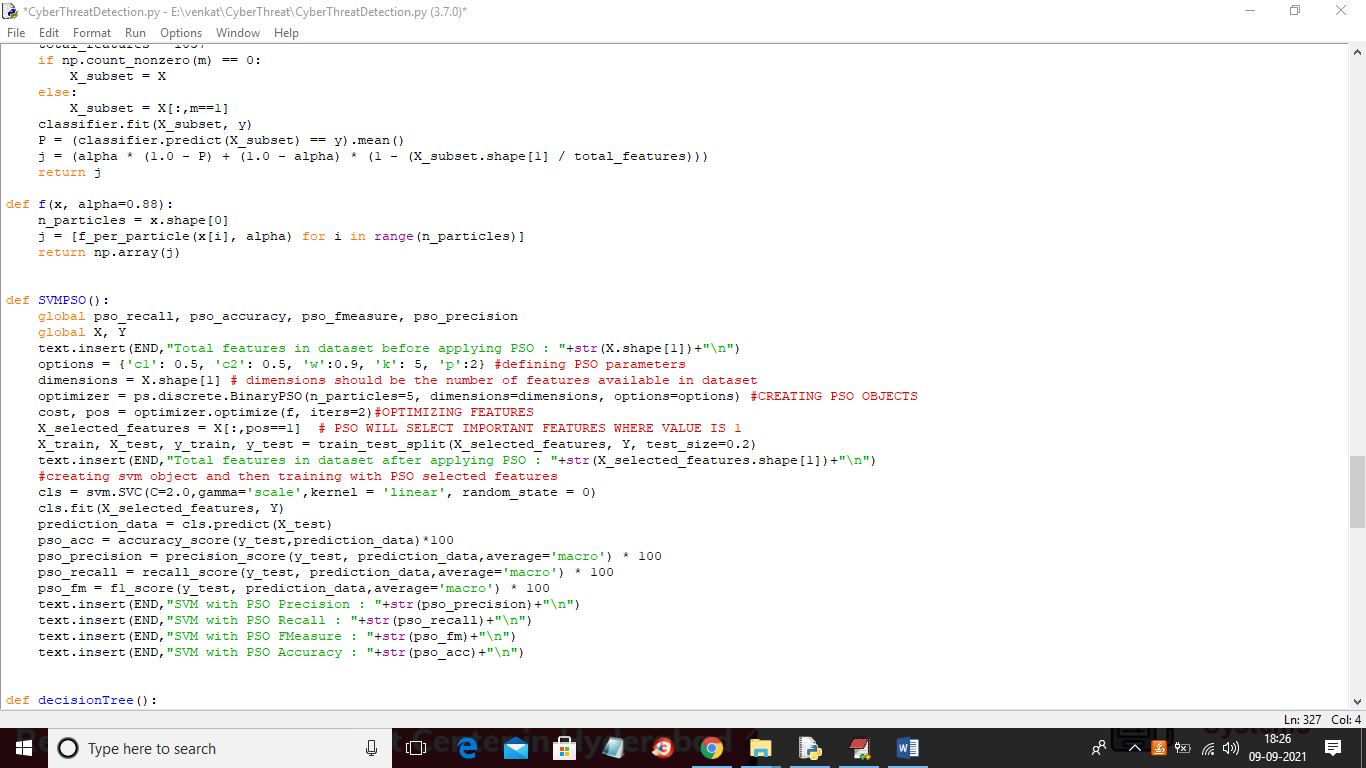 *CyberThreatDetection.py - E:\venkat\CyberThreat\CyberThreatDetection.py (3.7.0)*
File Edit Format Run Options Window Help
total_features = 1057
    if np.count_nonzero(m) == 0:
        X_subset = X
    else:
        X_subset = X[:,m==1]
    classifier.fit(X_subset, y)
    P = (classifier.predict(X_subset) == y).mean()
    j = (alpha * (1.0 - P) + (1.0 - alpha) * (1 - (X_subset.shape[1] / total_features)))
    return j
def f(x, alpha=0.88):
    n_particles = x.shape[0]
    j = [f_per_particle(x[i], alpha) for i in range(n_particles)]
    return np.array(j)
def SVMPSO():
    global pso_recall, pso_accuracy, pso_fmeasure, pso_precision
    global X, Y
    text.insert(END,"Total features in dataset before applying PSO : "+str(X.shape[1])+"\n")
    options = {'c1': 0.5, 'c2': 0.5, 'w':0.9, 'k': 5, 'p':2} #defining PSO parameters
    dimensions = X.shape[1] # dimensions should be the number of features available in dataset
    optimizer = ps.discrete.BinaryPSO(n_particles=5, dimensions=dimensions, options=options) #CREATING PSO OBJECTS
    cost, pos = optimizer.optimize(f, iters=2)#OPTIMIZING FEATURES
    X_selected_features = X[:,pos==1]  # PSO WILL SELECT IMPORTANT FEATURES WHERE VALUE IS 1
    X_train, X_test, y_train, y_test = train_test_split(X_selected_features, Y, test_size=0.2)
    text.insert(END,"Total features in dataset after applying PSO : "+str(X_selected_features.shape[1])+"\n")
    #creating svm object and then training with PSO selected features
    cls = svm.SVC(C=2.0,gamma='scale',kernel = 'linear', random_state = 0)
    cls.fit(X_selected_features, Y)
    prediction_data = cls.predict(X_test)
    pso_acc = accuracy_score(y_test,prediction_data)*100
    pso_precision = precision_score(y_test, prediction_data,average='macro') * 100
    pso_recall = recall_score(y_test, prediction_data,average='macro') * 100
    pso_fm = f1_score(y_test, prediction_data,average='macro') * 100
    text.insert(END,"SVM with PSO Precision : "+str(pso_precision)+"\n")
    text.insert(END,"SVM with PSO Recall : "+str(pso_recall)+"\n")
    text.insert(END,"SVM with PSO FMeasure : "+str(pso_fm)+"\n")
    text.insert(END,"SVM with PSO Accuracy : "+str(pso_acc)+"\n")
def decisionTree():
Ln: 327 Col: 4
Type here to search
18:26
09-09-2021